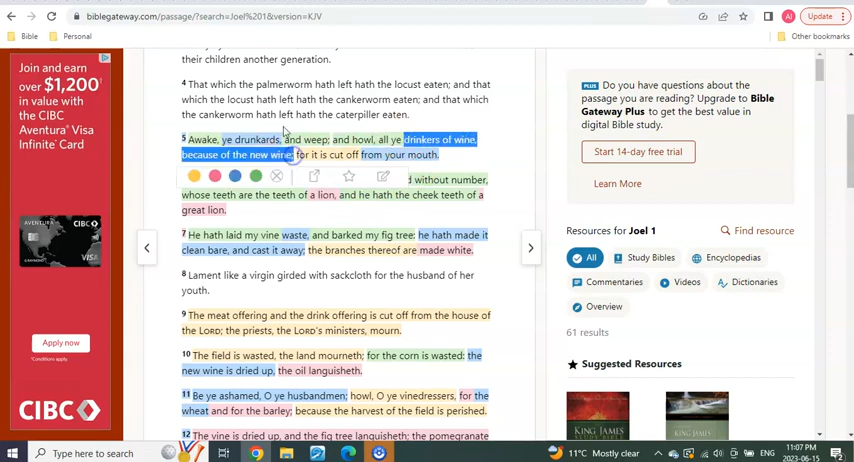 biblegateway.com/passage/?search=Joel%201&version=KJV
AI
Update
Bible
Personal
Other bookmarks
Join and earn
over $1,200†
in value with
the CIBC
Aventura® Visa
Infinite* Card
AVENTURA
CIBC
VISA
Apply now
†Conditions apply.
CIBC
their children another generation.
4 That which the palmerworm hath left hath the locust eaten; and that
which the locust hath left hath the cankerworm eaten; and that which
the cankerworm hath left hath the caterpiller eaten.
5 Awake, ye drunkards, and weep; and howl, all ye drinkers of wine,
because of the new wine; for it is cut off from your mouth.
d without number,
whose teeth are the teeth of a lion, and he hath the cheek teeth of a
great lion.
7 He hath laid my vine waste, and barked my fig tree: he hath made it
clean bare, and cast it away; the branches thereof are made white.
8 Lament like a virgin girded with sackcloth for the husband of her
youth.
9 The meat offering and the drink offering is cut off from the house of
the LORD; the priests, the LORD's ministers, mourn.
10 The field is wasted, the land mourneth; for the corn is wasted: the
new wine is dried up, the oil languisheth.
11 Be ye ashamed, O ye husbandmen; howl, O ye vinedressers, for the
wheat and for the barley; because the harvest of the field is perished.
12 The vine is dried up, and the fig tree languisheth; the pomegranate
PLUS Do you have questions about the
passage you are reading? Upgrade to Bible
Gateway Plus to get the best value in
digital Bible study.
Start 14-day free trial
Learn More
Resources for Joel 1
Find resource
All
Study Bibles
Encyclopedias
Commentaries
Videos
Dictionaries
Overview
61 results
Suggested Resources
KING JAMES
KING JAMES
Type here to search
11°C Mostly clear
ENG
11:07 PM
2023-06-15
2